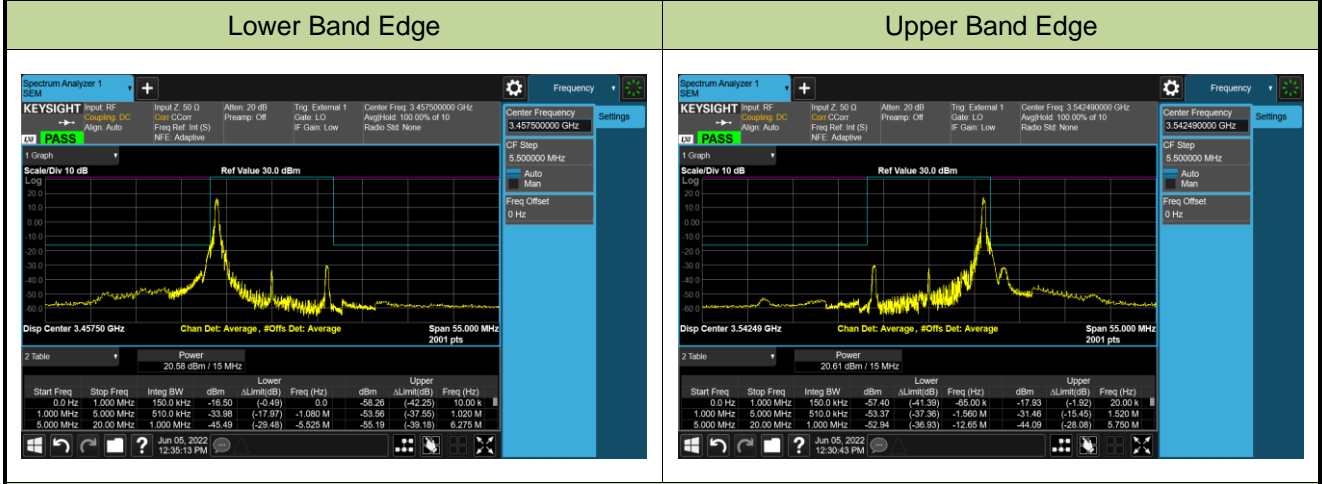 Lower Band Edge
Upper Band Edge
Spectrum Analyzer 1
SEM
Frequency
KEYSIGHT Input: RF Input Z: 50 Ω Atten: 20 dB Trig: External 1 Center Freq: 3.457500000 GHz
Coupling: DC Corr CCorr Preamp: Off Gate: LO Avg|Hold: 100.00% of 10
Align: Auto Freq Ref: Int (S) IF Gain: Low Radio Std: None
LXI PASS NFE: Adaptive
Center Frequency
3.457500000 GHz
Settings
CF Step
5.500000 MHz
Auto
Man
Freq Offset
0 Hz
1 Graph
Scale/Div 10 dB Ref Value 30.0 dBm
Log
20.0
10.0
0.00
-10.0
-20.0
-30.0
-40.0
-50.0
-60.0
Disp Center 3.45750 GHz Chan Det: Average, #Offs Det: Average Span 55.000 MHz
2001 pts
2 Table
Power
20.58 dBm / 15 MHz
Lower Upper
Start Freq Stop Freq Integ BW dBm ΔLimit(dB) Freq (Hz) dBm ΔLimit(dB) Freq (Hz)
0.0 Hz 1.000 MHz 150.0 kHz -16.50 (-0.49) 0.0 -58.26 (-42.25) 10.00 k
1.000 MHz 5.000 MHz 510.0 kHz -33.98 (-17.97) -1.080 M -53.56 (-37.55) 1.020 M
5.000 MHz 20.00 MHz 1.000 MHz -45.49 (-29.48) -5.525 M -55.19 (-39.18) 6.275 M
Jun 05, 2022
12:35:13 PM
Spectrum Analyzer 1
SEM
Frequency
KEYSIGHT Input: RF Input Z: 50 Ω Atten: 20 dB Trig: External 1 Center Freq: 3.542490000 GHz
Coupling: DC Corr CCorr Preamp: Off Gate: LO Avg|Hold: 100.00% of 10
Align: Auto Freq Ref: Int (S) IF Gain: Low Radio Std: None
LXI PASS NFE: Adaptive
Center Frequency
3.542490000 GHz
Settings
CF Step
5.500000 MHz
Auto
Man
Freq Offset
0 Hz
1 Graph
Scale/Div 10 dB Ref Value 30.0 dBm
Log
20.0
10.0
0.00
-10.0
-20.0
-30.0
-40.0
-50.0
-60.0
Disp Center 3.54249 GHz Chan Det: Average, #Offs Det: Average Span 55.000 MHz
2001 pts
2 Table
Power
20.61 dBm / 15 MHz
Lower Upper
Start Freq Stop Freq Integ BW dBm ΔLimit(dB) Freq (Hz) dBm ΔLimit(dB) Freq (Hz)
0.0 Hz 1.000 MHz 150.0 kHz -57.40 (-41.39) -65.00 k -17.93 (-1.92) 20.00 k
1.000 MHz 5.000 MHz 510.0 kHz -53.37 (-37.36) -1.560 M -31.46 (-15.45) 1.520 M
5.000 MHz 20.00 MHz 1.000 MHz -52.94 (-36.93) -12.65 M -44.09 (-28.08) 5.750 M
Jun 05, 2022
12:30:43 PM